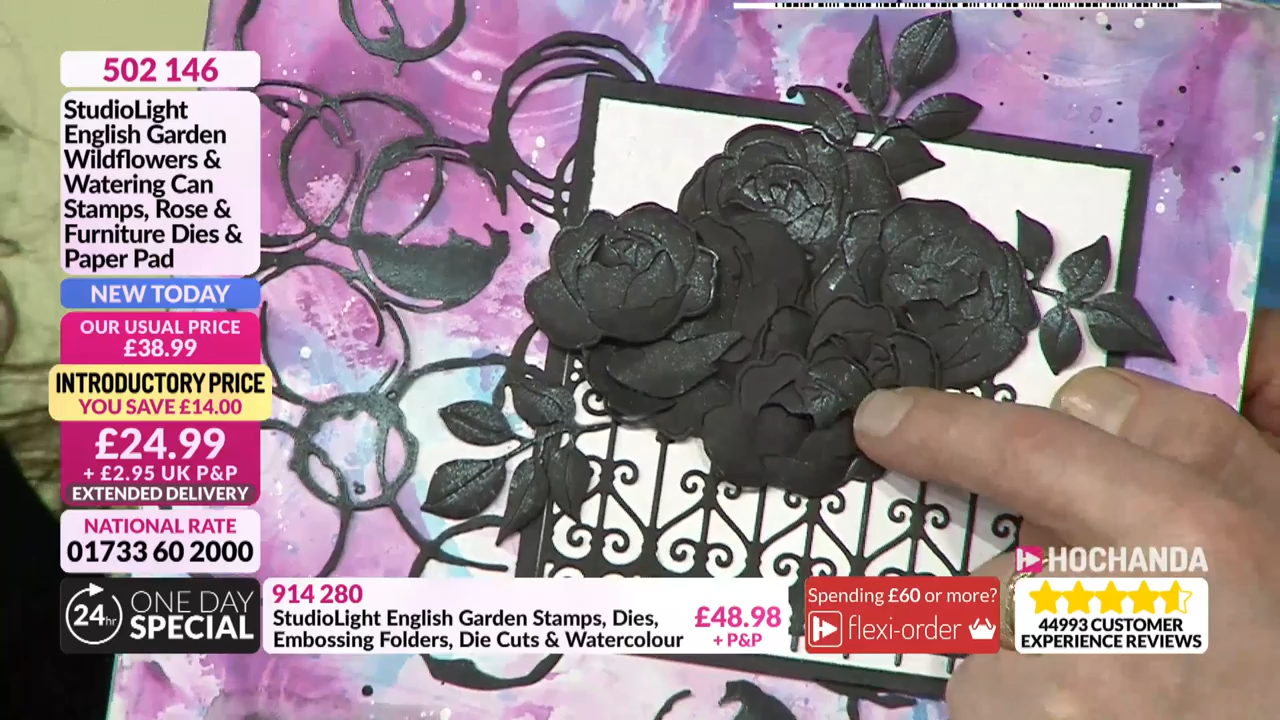 502 146
StudioLight
English Garden
Wildflowers &
Watering Can
Stamps, Rose &
Furniture Dies &
Paper Pad
NEW TODAY
OUR USUAL PRICE
£38.99
INTRODUCTORY PRICE
YOU SAVE £14.00
£24.99
+ £2.95 UK P&P
EXTENDED DELIVERY
NATIONAL RATE
01733 60 2000
24hr
ONE DAY
SPECIAL
914 280
StudioLight English Garden Stamps, Dies,
Embossing Folders, Die Cuts & Watercolour
£48.98
+ P&P
Spending £60 or more?
flexi-order
HOCHANDA
44993 CUSTOMER
EXPERIENCE REVIEWS